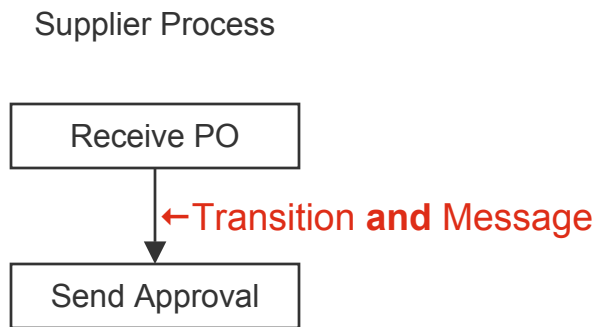 Supplier Process
Receive PO
←Transition and Message
Send Approval